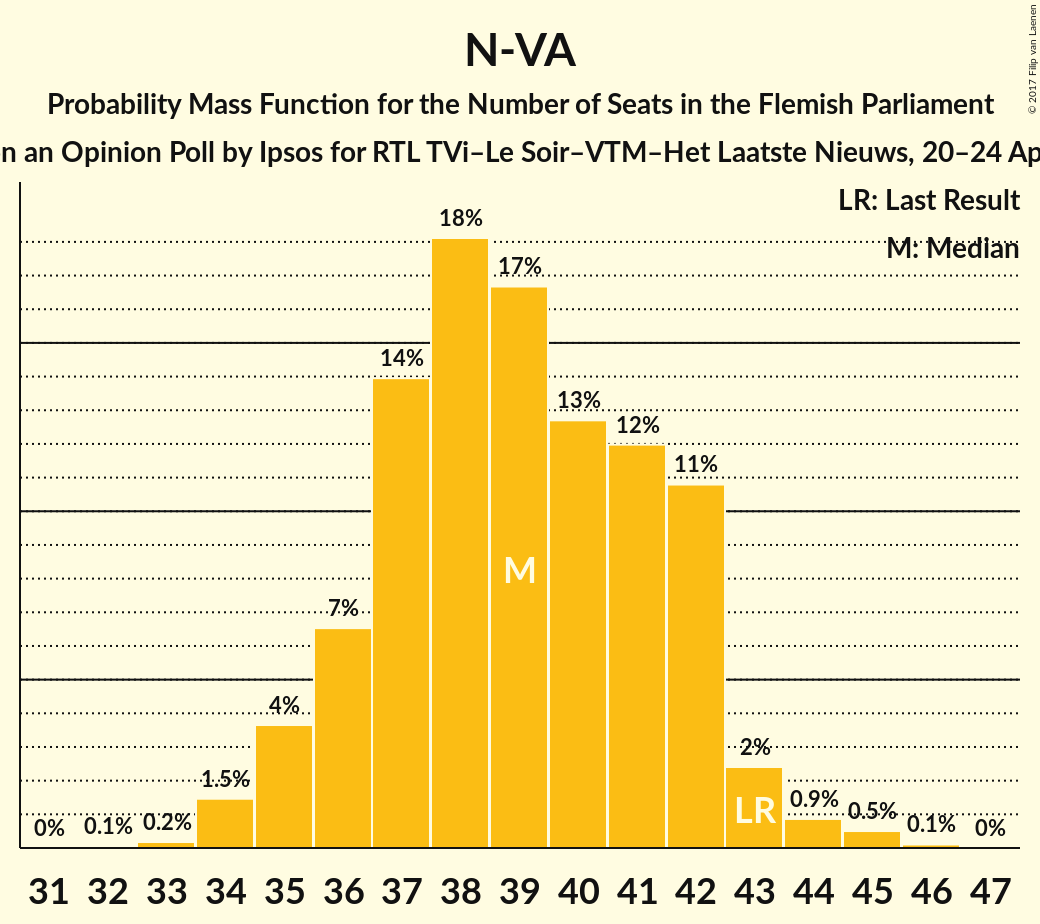 N-VA
Probability Mass Function for the Number of Seats in the Flemish Parliament
an Opinion Poll by Ipsos for RTL TVi–Le Soir–VTM–Het Laatste Nieuws, 20–24
© 2017 Filip van Laenen
LR: Last Result
M: Median
0% 0.1% 0.2% 1.5% 4% 7% 14% 18% 17% 13% 12% 11% 2% 0.9% 0.5% 0.1% 0%
M
LR
31 32 33 34 35 36 37 38 39 40 41 42 43 44 45 46 47